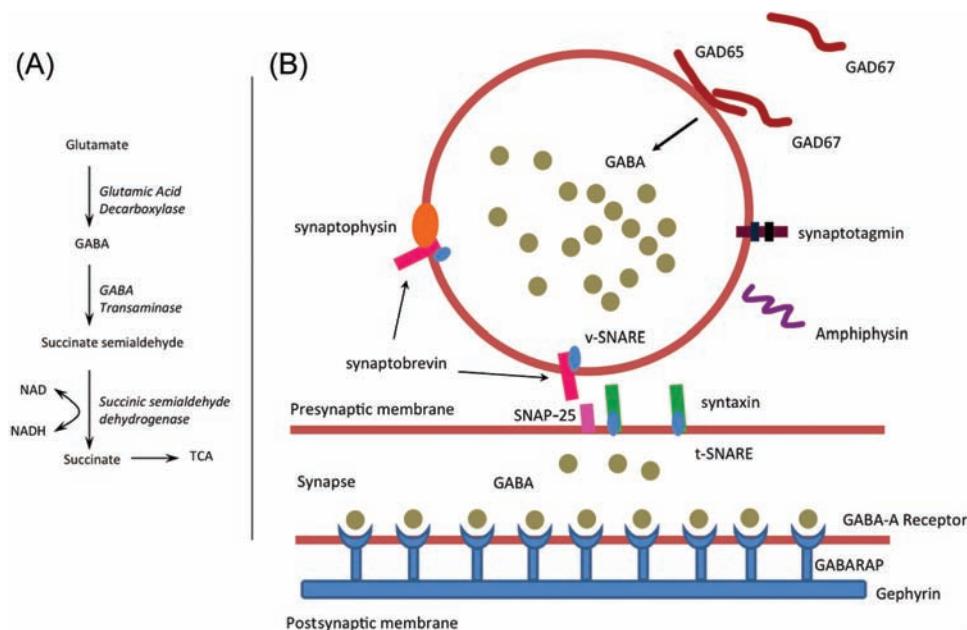 (A)
Glutamate
Glutamic Acid
Decarboxylase
GABA
GABA
Transaminase
Succinate semialdehyde
NAD
Succinic semialdehyde
dehydrogenase
NADH
Succinate
TCA
(B)
GAD65
GAD67
GAD67
GABA
synaptophysin
synaptotagmin
Amphiphysin
v-SNARE
synaptobrevin
Presynaptic membrane
SNAP-25
syntaxin
t-SNARE
Synapse
GABA
GABA-A Receptor
GABARAP
Gephyrin
Postsynaptic membrane